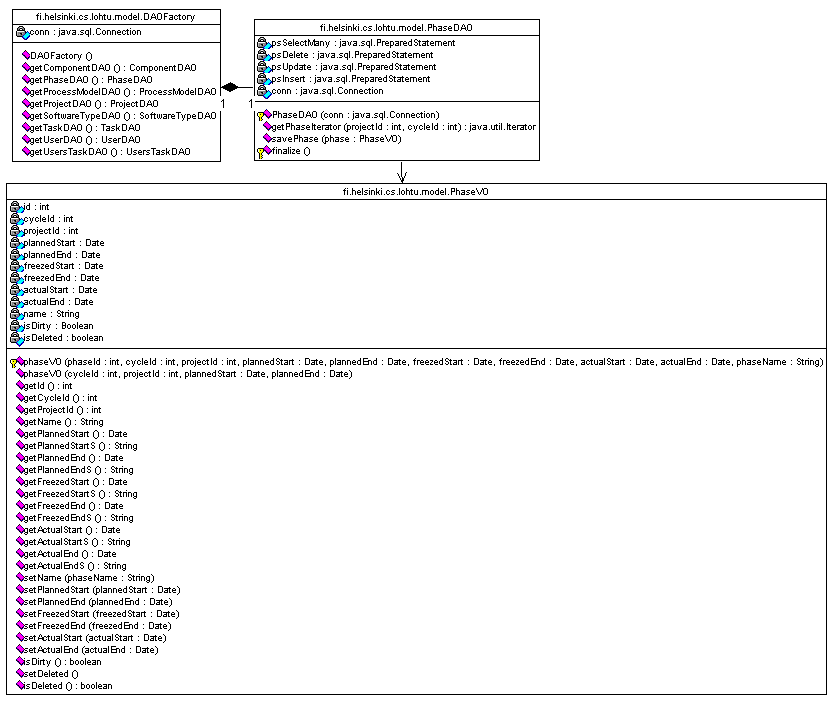 fi.helsinki.cs.lohtu.model.DAOFactory
conn : java.sql.Connection
DAOFactory ()
getComponentDAO () : ComponentDAO
getPhaseDAO () : PhaseDAO
getProcessModelDAO () : ProcessModelDAO
getProjectDAO () : ProjectDAO
getSoftwareTypeDAO () : SoftwareTypeDAO
getTaskDAO () : TaskDAO
getUserDAO () : UserDAO
getUsersTaskDAO () : UsersTaskDAO
1
1
fi.helsinki.cs.lohtu.model.PhaseDAO
psSelectMany : java.sql.PreparedStatement
psDelete : java.sql.PreparedStatement
psUpdate : java.sql.PreparedStatement
psInsert : java.sql.PreparedStatement
conn : java.sql.Connection
PhaseDAO (conn : java.sql.Connection)
getPhaseIterator (projectId : int, cycleId : int) : java.util.Iterator
savePhase (phase : PhaseVO)
finalize ()
fi.helsinki.cs.lohtu.model.PhaseVO
id : int
cycleId : int
projectId : int
plannedStart : Date
plannedEnd : Date
freezedStart : Date
freezedEnd : Date
actualStart : Date
actualEnd : Date
name : String
isDirty : Boolean
isDeleted : boolean
phaseVO (phaseId : int, cycleId : int, projectId : int, plannedStart : Date, plannedEnd : Date, freezedStart : Date, freezedEnd : Date, actualStart : Date, actualEnd : Date, phaseName : String)
phaseVO (cycleId : int, projectId : int, plannedStart : Date, plannedEnd : Date)
getId () : int
getCycleId () : int
getProjectId () : int
getName () : String
getPlannedStart () : Date
getPlannedStartS () : String
getPlannedEnd () : Date
getPlannedEndS () : String
getFreezedStart () : Date
getFreezedStartS () : String
getFreezedEnd () : Date
getFreezedEndS () : String
getActualStart () : Date
getActualStartS () : String
getActualEnd () : Date
getActualEndS () : String
setName (phaseName : String)
setPlannedStart (plannedStart : Date)
setPlannedEnd (plannedEnd : Date)
setFreezedStart (freezedStart : Date)
setFreezedEnd (freezedEnd : Date)
setActualStart (actualStart : Date)
setActualEnd (actualEnd : Date)
isDirty () : boolean
setDeleted ()
isDeleted () : boolean